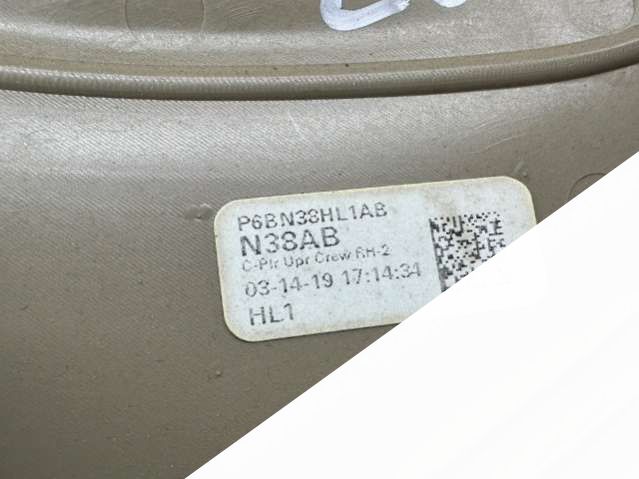 P6BN38HL1AB
N38AB
C-Plr Upr Crew RH-2
03-14-19 17:14:34
HL1